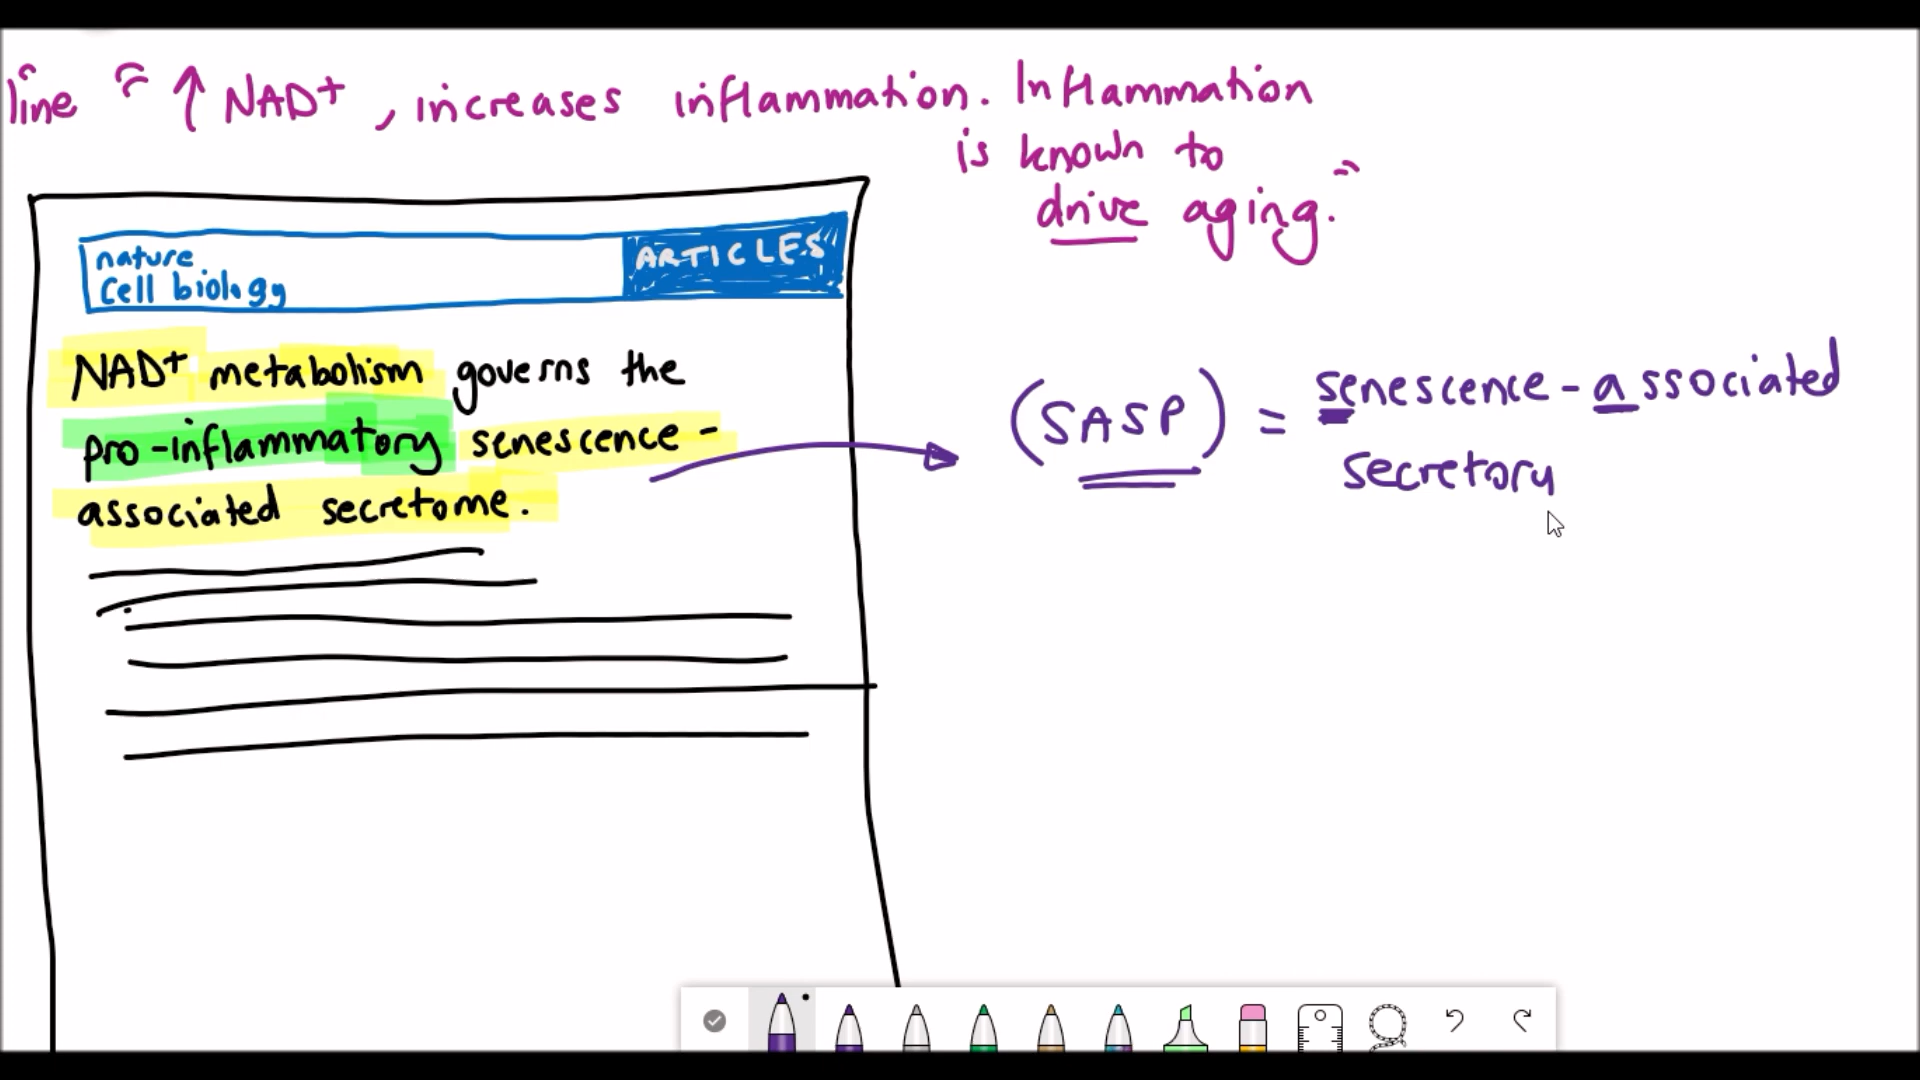 line " ↑ NAD+, increases inflammation. Inflammation
is known to
drive aging."
nature
cell biology
ARTICLES
NAD+ metabolism governs the
pro-inflammatory senescence-
associated secretome.
(SASP) = senescence-associated
secretory